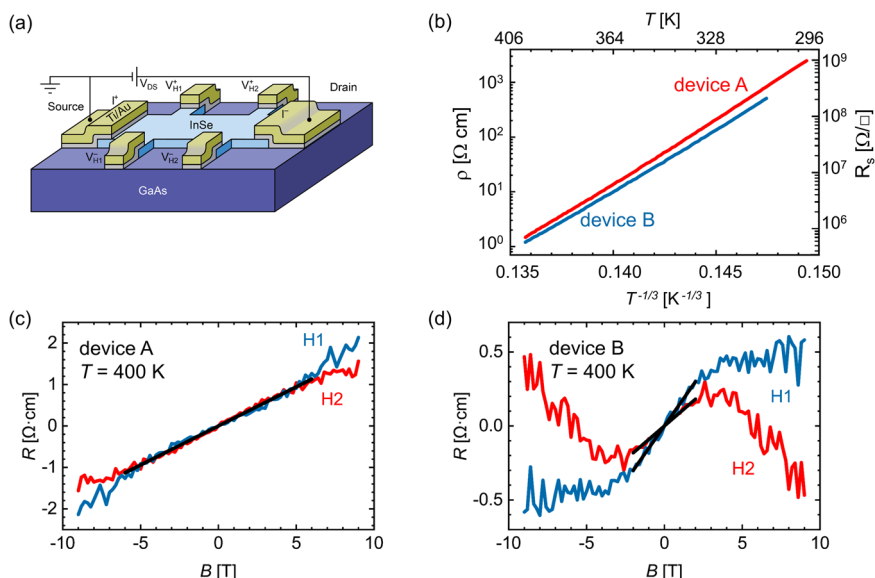 (a)
V_DS
V⁺_H1
V⁺_H2
Source
I⁺
Ti/Au
I⁻
Drain
InSe
V⁻_H1
V⁻_H2
GaAs
(b)
T [K]
406 364 328 296
device A
device B
10³
10²
10¹
10⁰
ρ [Ω cm]
10⁹
10⁸
10⁷
10⁶
R_s [Ω/□]
0.135 0.140 0.145 0.150
T^-1/3 [K^-1/3]
(c)
device A
T = 400 K
H1
H2
2
1
0
-1
-2
R [Ω·cm]
-10 -5 0 5 10
B [T]
(d)
device B
T = 400 K
H1
H2
0.5
0.0
-0.5
R [Ω·cm]
-10 -5 0 5 10
B [T]